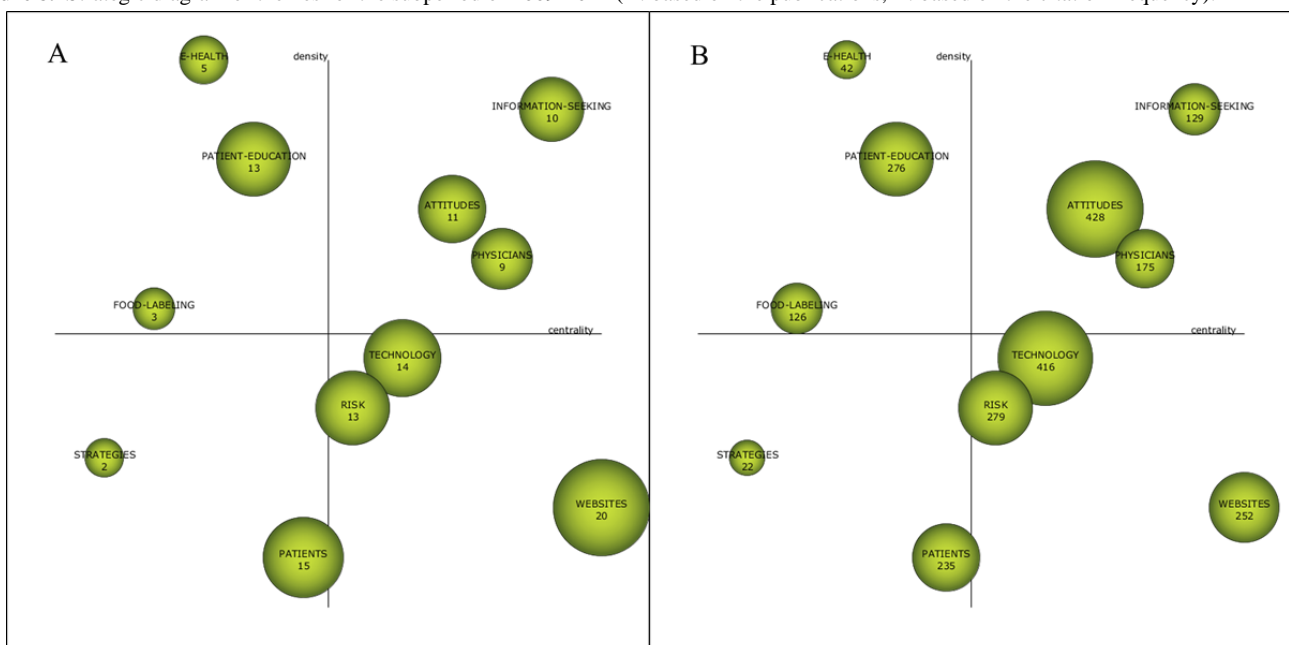 A
density
E-HEALTH
5
INFORMATION-SEEKING
10
PATIENT-EDUCATION
13
ATTITUDES
11
PHYSICIANS
9
FOOD-LABELING
3
centrality
TECHNOLOGY
14
RISK
13
STRATEGIES
2
WEBSITES
20
PATIENTS
15
B
density
E-HEALTH
42
INFORMATION-SEEKING
129
PATIENT-EDUCATION
276
ATTITUDES
428
PHYSICIANS
175
FOOD-LABELING
126
centrality
TECHNOLOGY
416
RISK
279
STRATEGIES
22
WEBSITES
252
PATIENTS
235